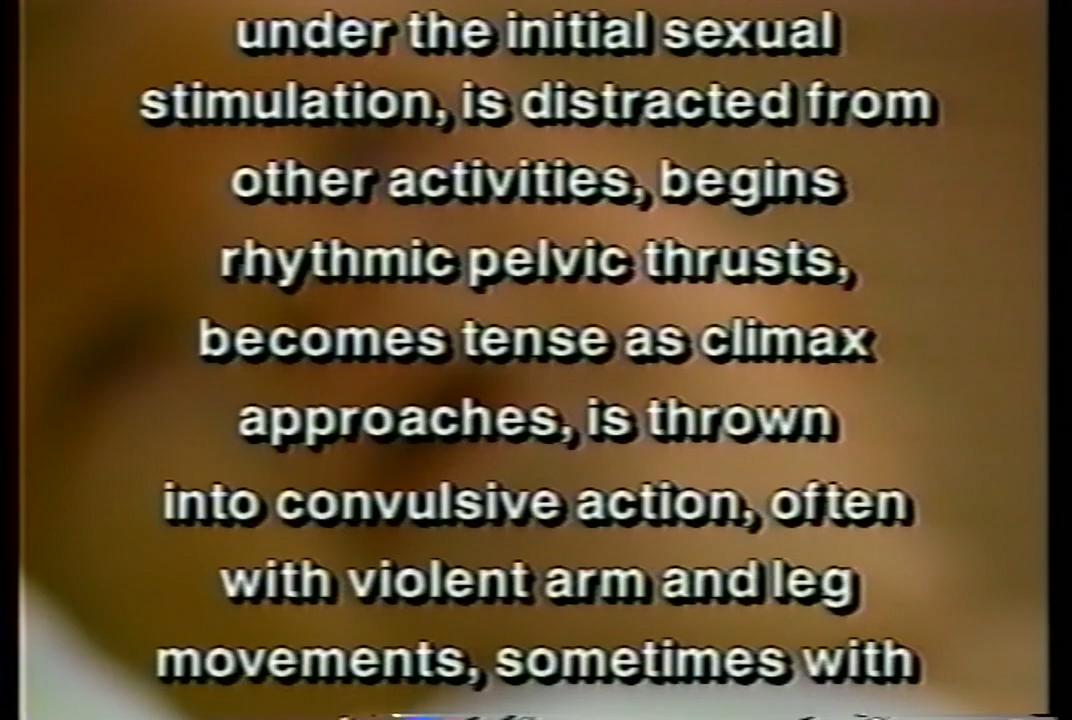 under the initial sexual
stimulation, is distracted from
other activities, begins
rhythmic pelvic thrusts,
becomes tense as climax
approaches, is thrown
into convulsive action, often
with violent arm and leg
movements, sometimes with